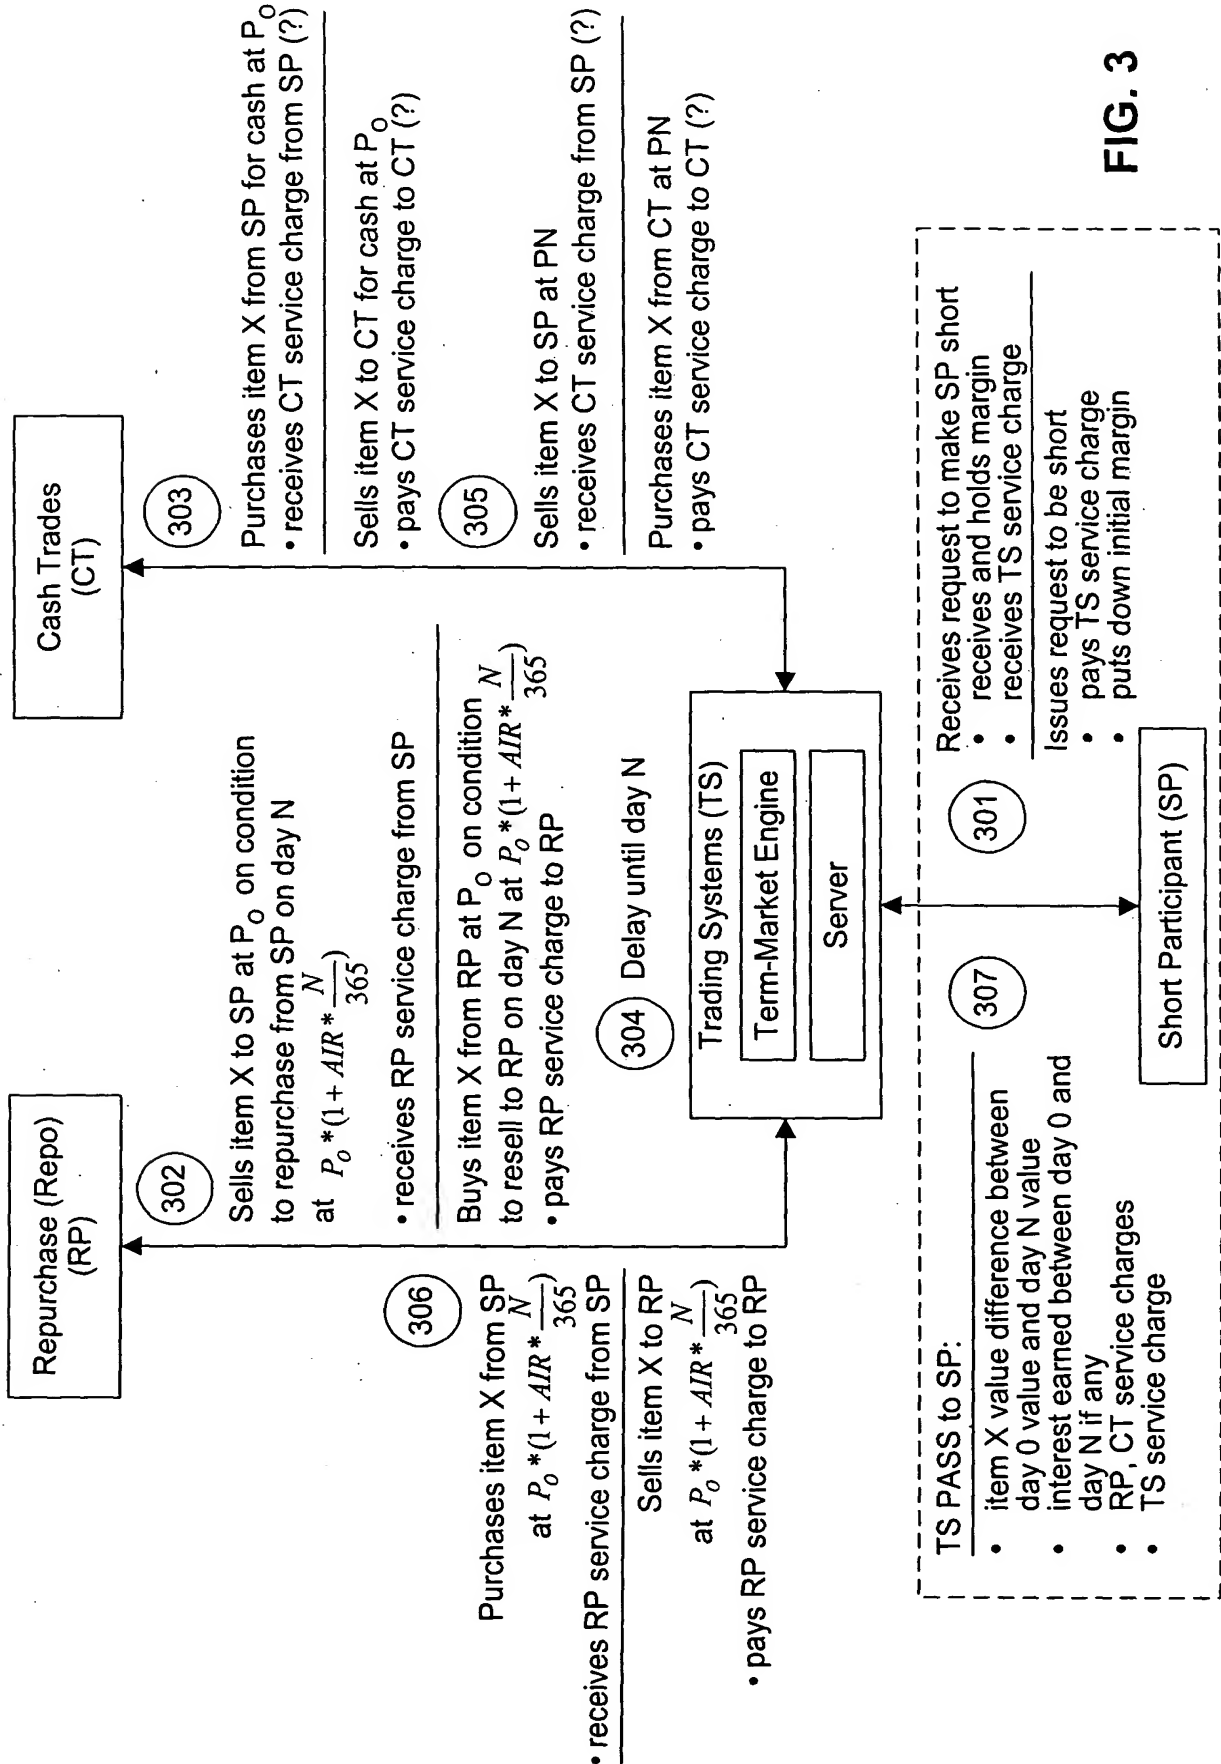 Repurchase (Repo)
(RP)
Cash Trades
(CT)
302
Sells item X to SP at P_O on condition
to repurchase from SP on day N
at P_o*(1+AIR*N/365)
• receives RP service charge from SP
Buys item X from RP at P_O on condition
to resell to RP on day N at P_o*(1+AIR*N/365)
• pays RP service charge to RP
303
Purchases item X from SP for cash at P_O
• receives CT service charge from SP (?)
Sells item X to CT for cash at P_O
• pays CT service charge to CT (?)
305
Sells item X to SP at PN
• receives CT service charge from SP (?)
Purchases item X from CT at PN
• pays CT service charge to CT (?)
306
Purchases item X from SP
at P_o*(1+AIR*N/365)
• receives RP service charge from SP
Sells item X to RP
at P_o*(1+AIR*N/365)
• pays RP service charge to RP
304
Delay until day N
Trading Systems (TS)
Term-Market Engine
Server
TS PASS to SP:
• item X value difference between
day 0 value and day N value
• interest earned between day 0 and
day N if any
• RP, CT service charges
• TS service charge
307
301
Receives request to make SP short
• receives and holds margin
• receives TS service charge
Issues request to be short
• pays TS service charge
• puts down initial margin
Short Participant (SP)
FIG. 3